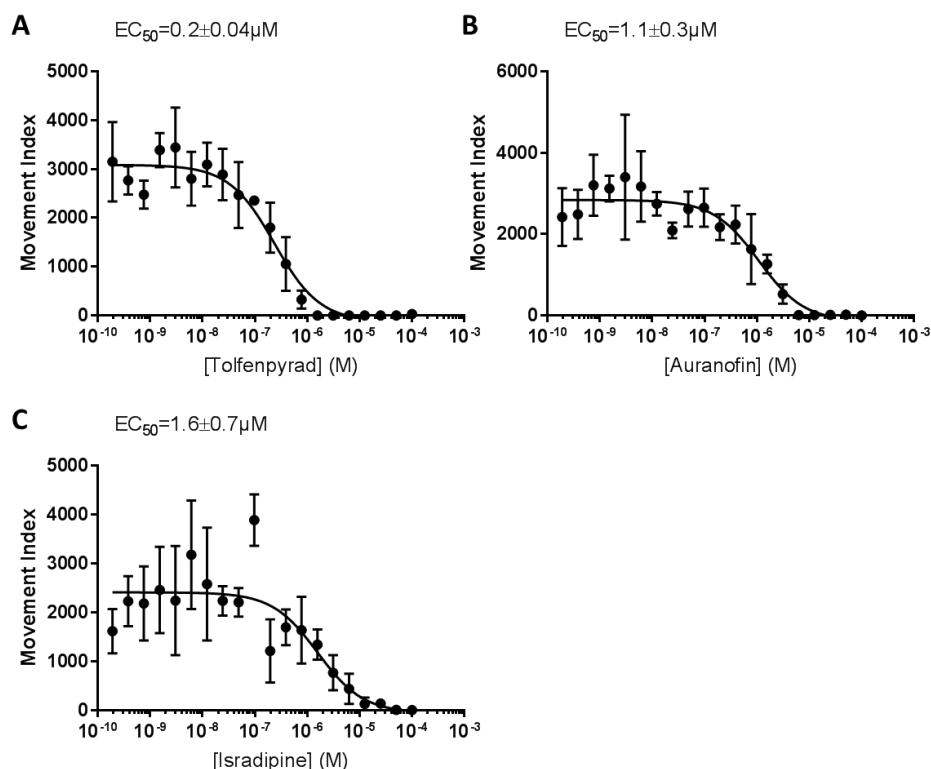 A
EC50=0.2±0.04µM
5000
4000
3000
2000
1000
0
Movement Index
10-10 10-9 10-8 10-7 10-6 10-5 10-4 10-3
[Tolfenpyrad] (M)
B
EC50=1.1±0.3µM
6000
4000
2000
0
Movement Index
10-10 10-9 10-8 10-7 10-6 10-5 10-4 10-3
[Auranofin] (M)
C
EC50=1.6±0.7µM
5000
4000
3000
2000
1000
0
Movement Index
10-10 10-9 10-8 10-7 10-6 10-5 10-4 10-3
[Isradipine] (M)